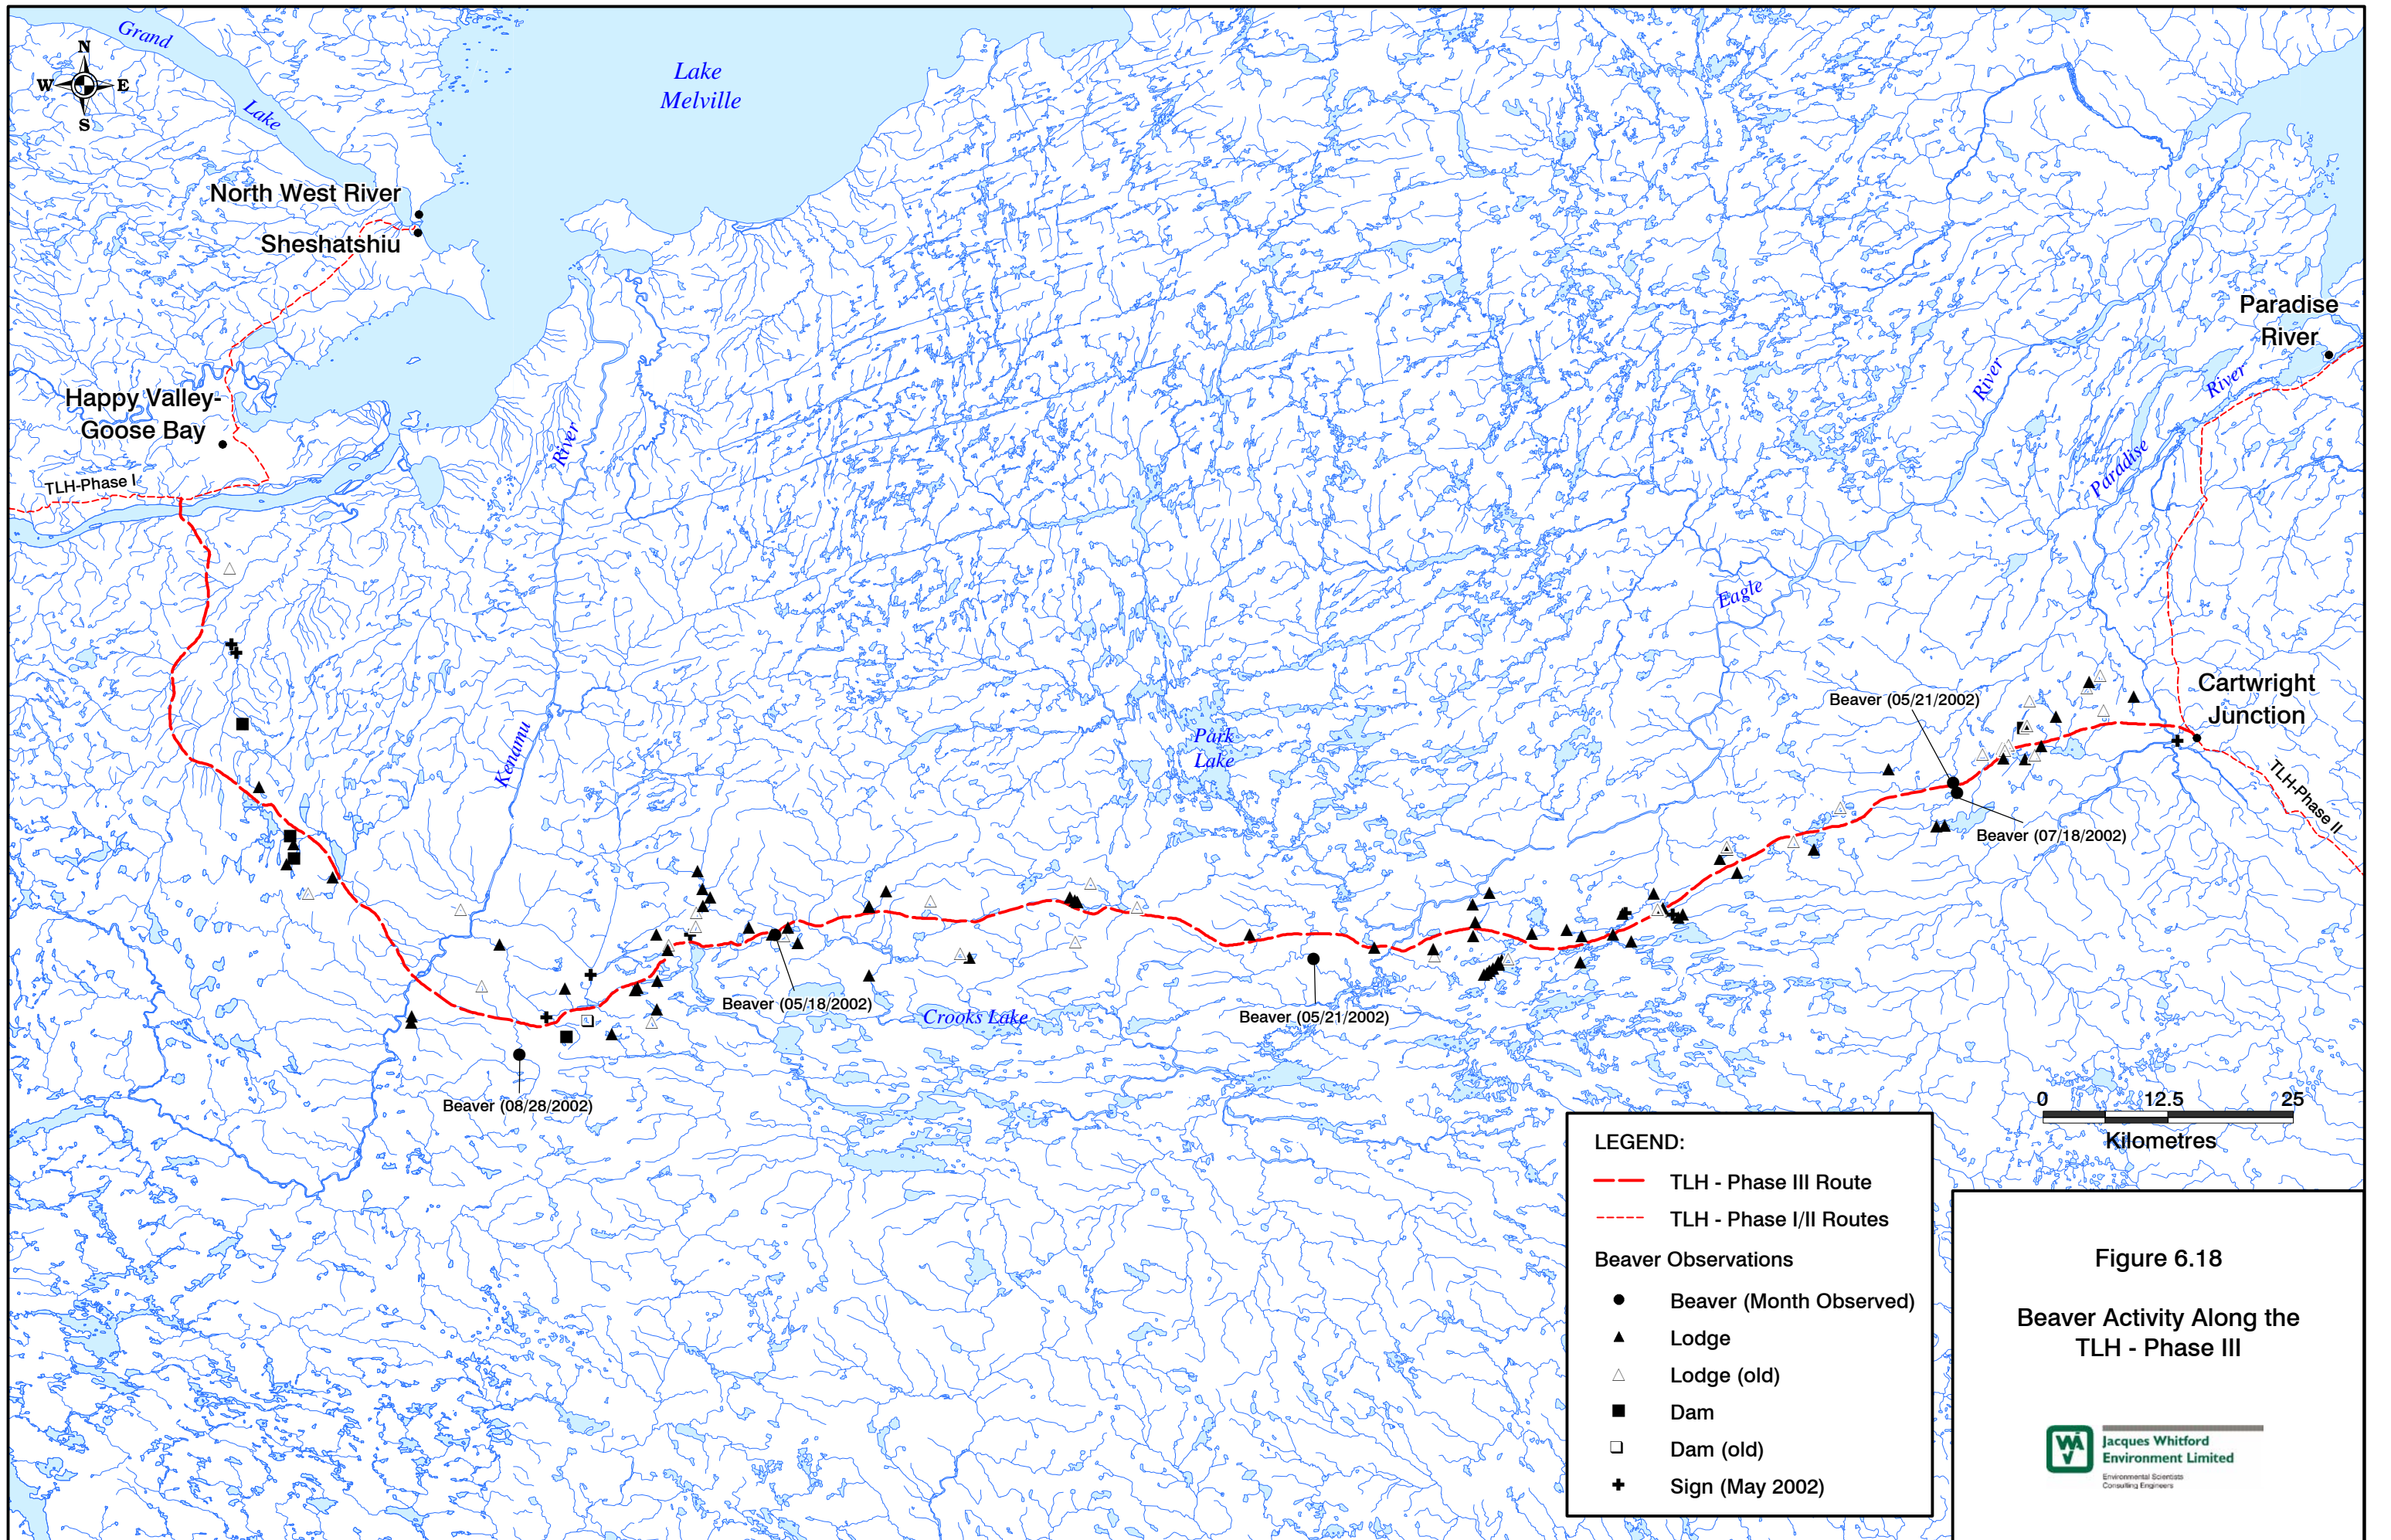 Grand
Lake
N
W
E
S
Lake
Melville
North West River
Sheshatshiu
Happy Valley-
Goose Bay
TLH-Phase I
River
Kenamu
Paradise
River
River
River
Paradise
Eagle
Cartwright
Junction
TLH-Phase II
Park
Lake
Crooks Lake
Beaver (05/21/2002)
Beaver (07/18/2002)
Beaver (05/18/2002)
Beaver (05/21/2002)
Beaver (08/28/2002)
0 12.5 25
Kilometres
LEGEND:
TLH - Phase III Route
TLH - Phase I/II Routes
Beaver Observations
Beaver (Month Observed)
Lodge
Lodge (old)
Dam
Dam (old)
Sign (May 2002)
Figure 6.18
Beaver Activity Along the
TLH - Phase III
Jacques Whitford
Environment Limited
Environmental Scientists
Consulting Engineers